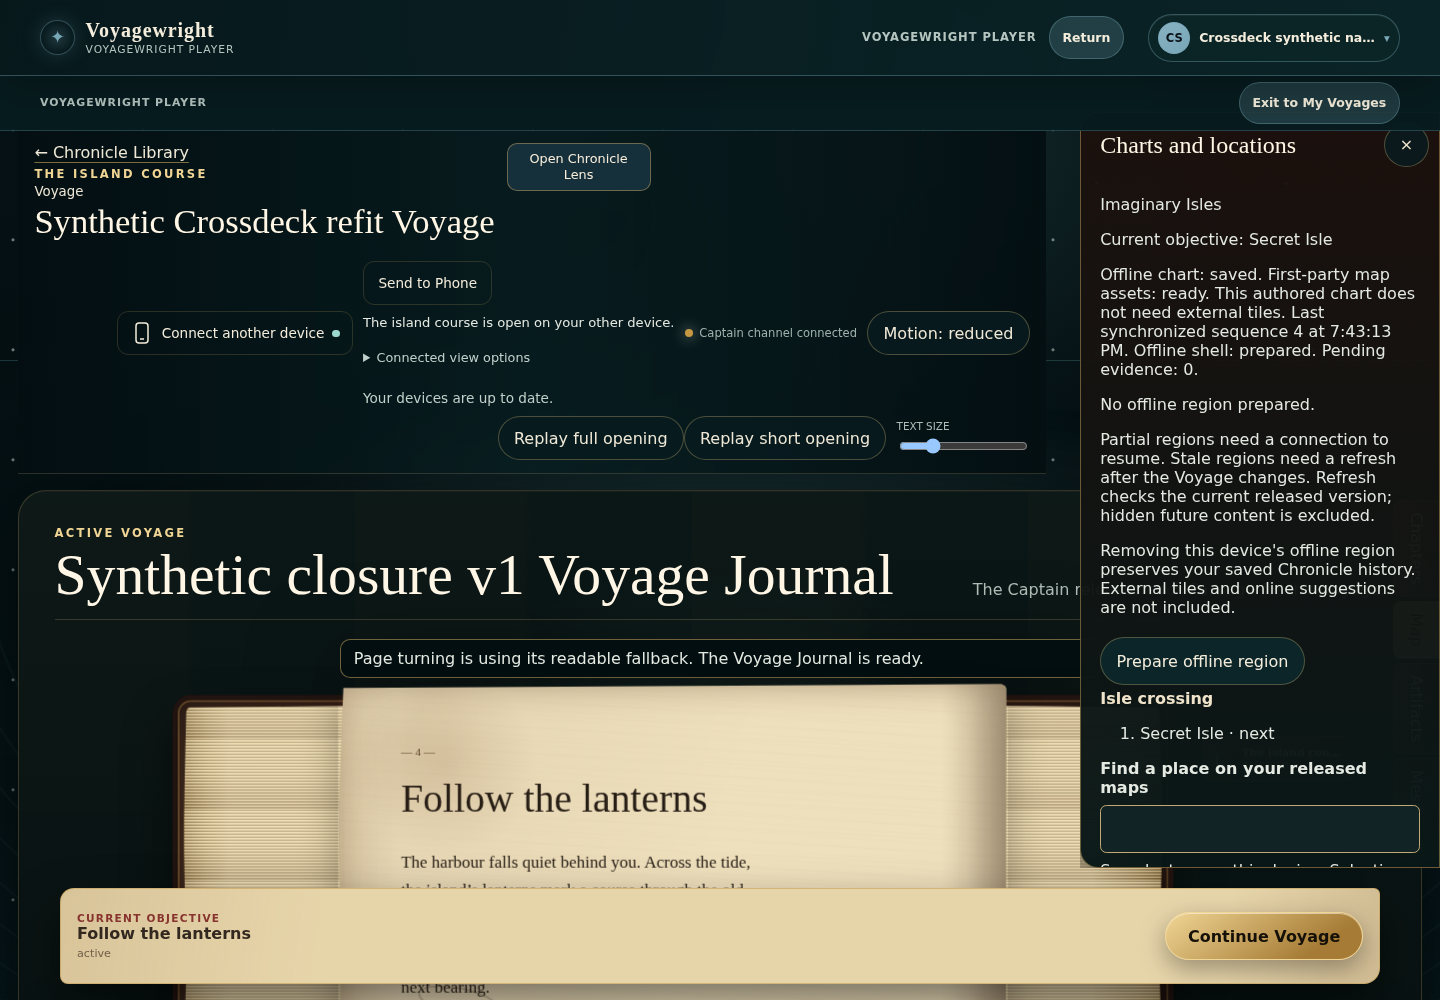 Voyagewright
VOYAGEWRIGHT PLAYER
VOYAGEWRIGHT PLAYER
Return
CS
Crossdeck synthetic na…
VOYAGEWRIGHT PLAYER
Exit to My Voyages
← Chronicle Library
THE ISLAND COURSE
Voyage
Synthetic Crossdeck refit Voyage
Open Chronicle
Lens
Send to Phone
Connect another device
The island course is open on your other device.
Captain channel connected
Motion: reduced
Connected view options
Your devices are up to date.
Replay full opening
Replay short opening
TEXT SIZE
ACTIVE VOYAGE
Synthetic closure v1 Voyage Journal
The Captain
Page turning is using its readable fallback. The Voyage Journal is ready.
— 4 —
Follow the lanterns
The harbour falls quiet behind you. Across the tide,
next bearing.
Charts and locations
×
Imaginary Isles
Current objective: Secret Isle
Offline chart: saved. First-party map
assets: ready. This authored chart does
not need external tiles. Last
synchronized sequence 4 at 7:43:13
PM. Offline shell: prepared. Pending
evidence: 0.
No offline region prepared.
Partial regions need a connection to
resume. Stale regions need a refresh
after the Voyage changes. Refresh
checks the current released version;
hidden future content is excluded.
Removing this device's offline region
preserves your saved Chronicle history.
External tiles and online suggestions
are not included.
Prepare offline region
Isle crossing
1. Secret Isle · next
Find a place on your released
maps
Map
Artifacts
CURRENT OBJECTIVE
Follow the lanterns
active
Continue Voyage